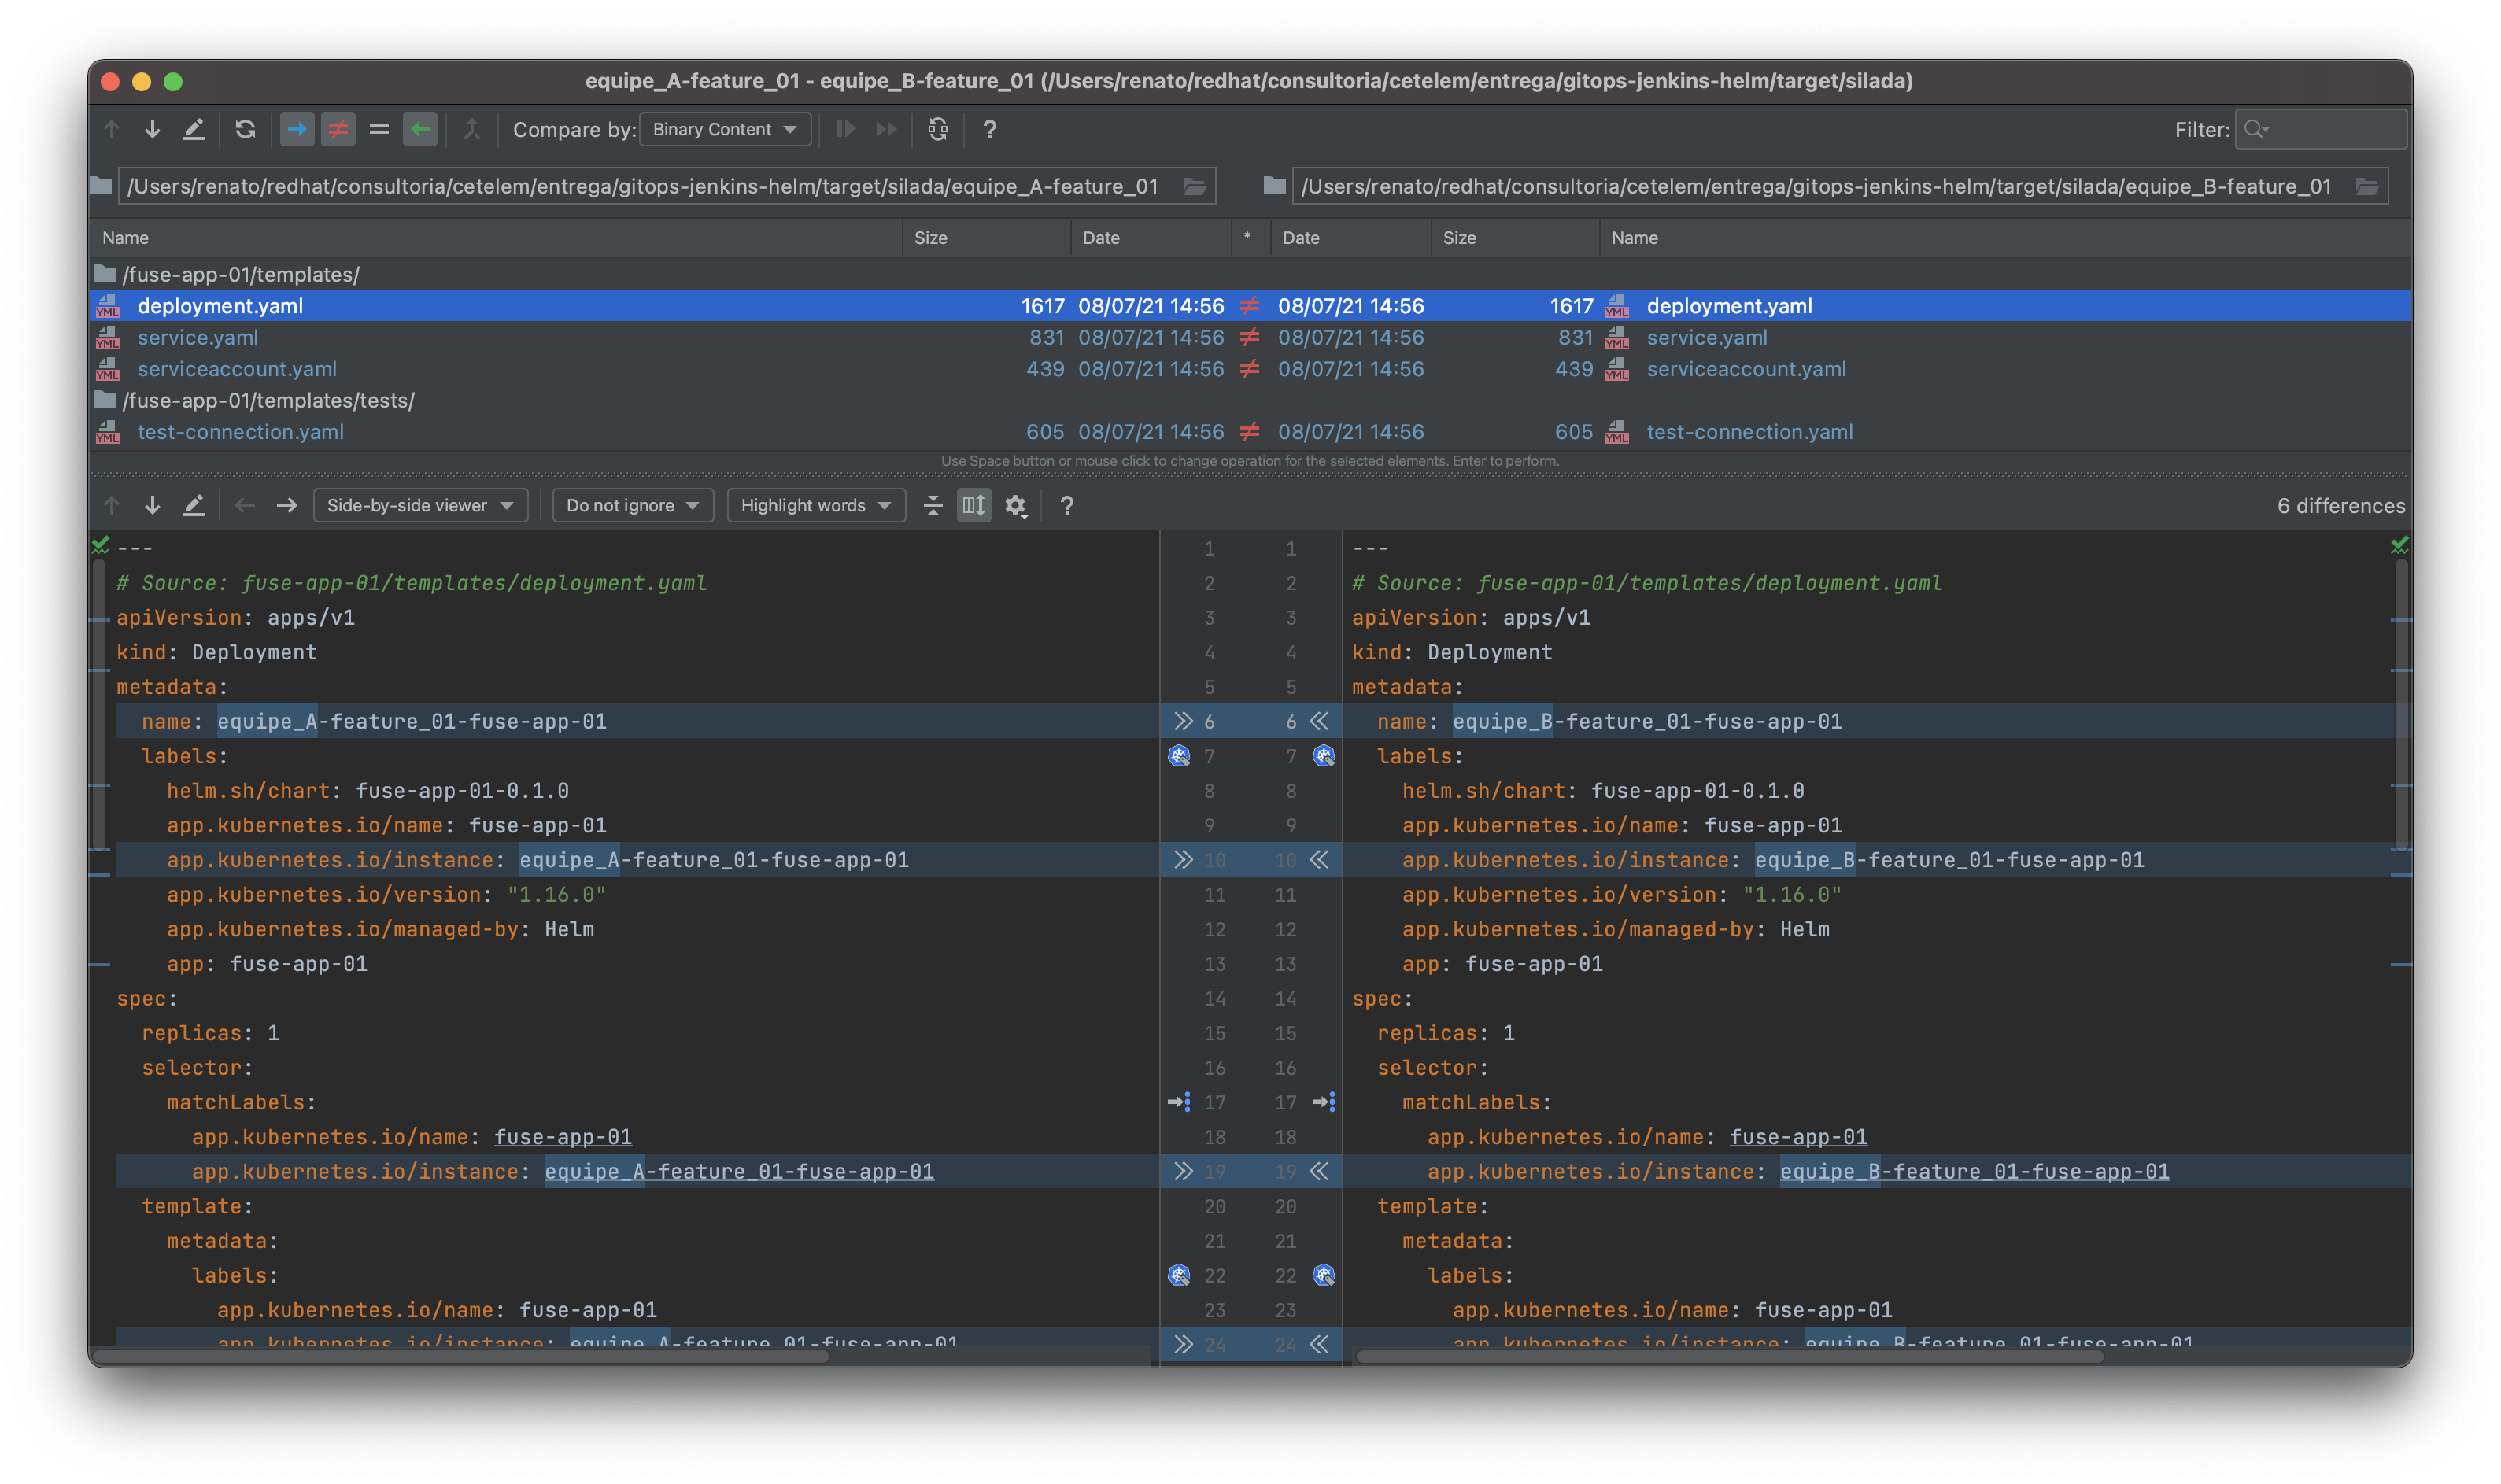 equipe_A-feature_01 - equipe_B-feature_01 (/Users/renato/redhat/consultoria/cetelem/entrega/gitops-jenkins-helm/target/silada)
Compare by: Binary Content Filter:
/Users/renato/redhat/consultoria/cetelem/entrega/gitops-jenkins-helm/target/silada/equipe_A-feature_01 /Users/renato/redhat/consultoria/cetelem/entrega/gitops-jenkins-helm/target/silada/equipe_B-feature_01
Name Size Date * Date Size Name
/fuse-app-01/templates/
deployment.yaml 1617 08/07/21 14:56 ≠ 08/07/21 14:56 1617 deployment.yaml
service.yaml 831 08/07/21 14:56 ≠ 08/07/21 14:56 831 service.yaml
serviceaccount.yaml 439 08/07/21 14:56 ≠ 08/07/21 14:56 439 serviceaccount.yaml
/fuse-app-01/templates/tests/
test-connection.yaml 605 08/07/21 14:56 ≠ 08/07/21 14:56 605 test-connection.yaml
Use Space button or mouse click to change operation for the selected elements. Enter to perform.
Side-by-side viewer Do not ignore Highlight words ? 6 differences
--- 1 1 ---
# Source: fuse-app-01/templates/deployment.yaml 2 2 # Source: fuse-app-01/templates/deployment.yaml
apiVersion: apps/v1 3 3 apiVersion: apps/v1
kind: Deployment 4 4 kind: Deployment
metadata: 5 5 metadata:
name: equipe_A-feature_01-fuse-app-01 6 6 name: equipe_B-feature_01-fuse-app-01
labels: 7 7 labels:
helm.sh/chart: fuse-app-01-0.1.0 8 8 helm.sh/chart: fuse-app-01-0.1.0
app.kubernetes.io/name: fuse-app-01 9 9 app.kubernetes.io/name: fuse-app-01
app.kubernetes.io/instance: equipe_A-feature_01-fuse-app-01 10 10 app.kubernetes.io/instance: equipe_B-feature_01-fuse-app-01
app.kubernetes.io/version: "1.16.0" 11 11 app.kubernetes.io/version: "1.16.0"
app.kubernetes.io/managed-by: Helm 12 12 app.kubernetes.io/managed-by: Helm
app: fuse-app-01 13 13 app: fuse-app-01
spec: 14 14 spec:
replicas: 1 15 15 replicas: 1
selector: 16 16 selector:
matchLabels: 17 17 matchLabels:
app.kubernetes.io/name: fuse-app-01 18 18 app.kubernetes.io/name: fuse-app-01
app.kubernetes.io/instance: equipe_A-feature_01-fuse-app-01 19 19 app.kubernetes.io/instance: equipe_B-feature_01-fuse-app-01
template: 20 20 template:
metadata: 21 21 metadata:
labels: 22 22 labels:
app.kubernetes.io/name: fuse-app-01 23 23 app.kubernetes.io/name: fuse-app-01
app.kubernetes.io/instance: equipe_A-feature_01-fuse-app-01 24 24 app.kubernetes.io/instance: equipe_B-feature_01-fuse-app-01